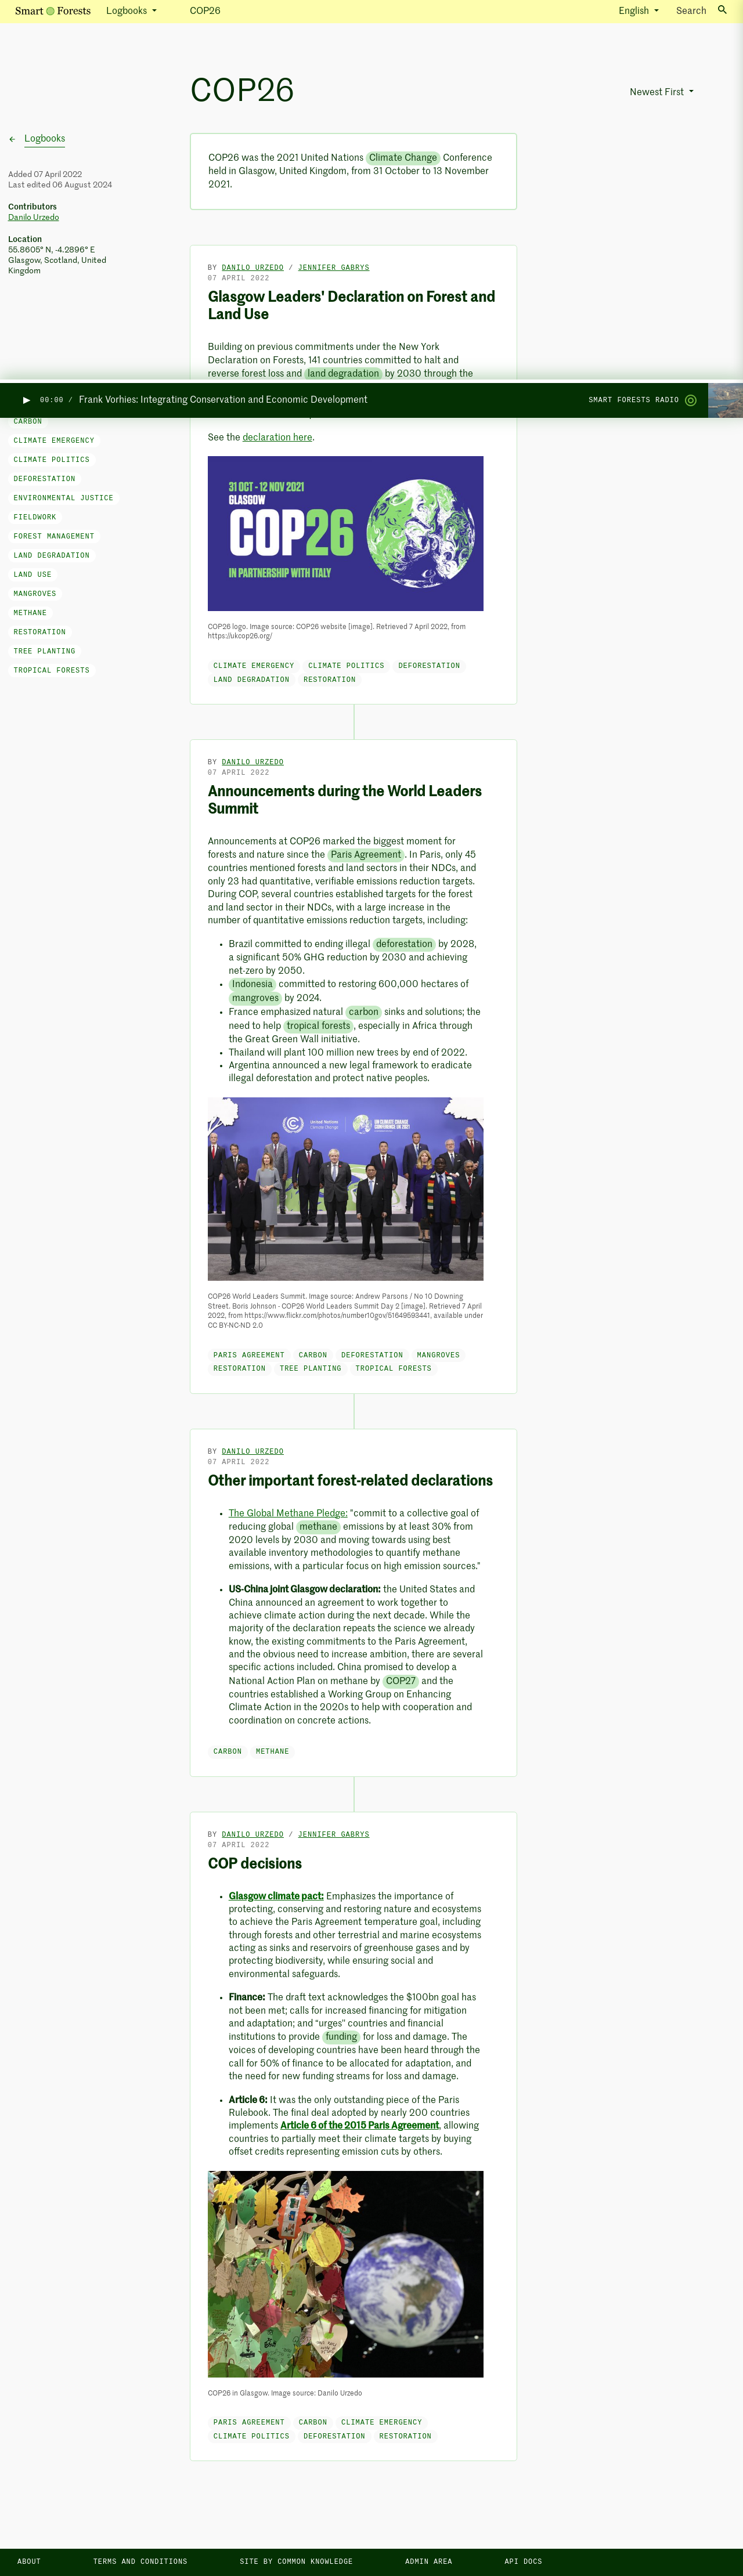 Smart Forests
Logbooks
COP26
English
Search
COP26
Newest First
Logbooks
Added 07 April 2022
Last edited 06 August 2024
Contributors
Danilo Urzedo
Location
55.8605° N, -4.2896° E
Glasgow, Scotland, United
Kingdom
COP26 was the 2021 United Nations Climate Change Conference
held in Glasgow, United Kingdom, from 31 October to 13 November
2021.
BY DANILO URZEDO / JENNIFER GABRYS
07 APRIL 2022
Glasgow Leaders' Declaration on Forest and
Land Use
Building on previous commitments under the New York
Declaration on Forests, 141 countries committed to halt and
reverse forest loss and land degradation by 2030 through the
00:00 / Frank Vorhies: Integrating Conservation and Economic Development
SMART FORESTS RADIO
CARBON
CLIMATE EMERGENCY
CLIMATE POLITICS
DEFORESTATION
ENVIRONMENTAL JUSTICE
FIELDWORK
FOREST MANAGEMENT
LAND DEGRADATION
LAND USE
MANGROVES
METHANE
RESTORATION
TREE PLANTING
TROPICAL FORESTS
See the declaration here.
31 OCT - 12 NOV 2021
GLASGOW
COP26
IN PARTNERSHIP WITH ITALY
COP26 logo. Image source: COP26 website [image]. Retrieved 7 April 2022, from
https://ukcop26.org/
CLIMATE EMERGENCY CLIMATE POLITICS DEFORESTATION
LAND DEGRADATION RESTORATION
BY DANILO URZEDO
07 APRIL 2022
Announcements during the World Leaders
Summit
Announcements at COP26 marked the biggest moment for
forests and nature since the Paris Agreement. In Paris, only 45
countries mentioned forests and land sectors in their NDCs, and
only 23 had quantitative, verifiable emissions reduction targets.
During COP, several countries established targets for the forest
and land sector in their NDCs, with a large increase in the
number of quantitative emissions reduction targets, including:
• Brazil committed to ending illegal deforestation by 2028,
a significant 50% GHG reduction by 2030 and achieving
net-zero by 2050.
• Indonesia committed to restoring 600,000 hectares of
mangroves by 2024.
• France emphasized natural carbon sinks and solutions; the
need to help tropical forests, especially in Africa through
the Great Green Wall initiative.
• Thailand will plant 100 million new trees by end of 2022.
• Argentina announced a new legal framework to eradicate
illegal deforestation and protect native peoples.
COP26 World Leaders Summit. Image source: Andrew Parsons / No 10 Downing
Street. Boris Johnson - COP26 World Leaders Summit Day 2 [image]. Retrieved 7 April
2022, from https://www.flickr.com/photos/number10gov/51649593441, available under
CC BY-NC-ND 2.0
PARIS AGREEMENT CARBON DEFORESTATION MANGROVES
RESTORATION TREE PLANTING TROPICAL FORESTS
BY DANILO URZEDO
07 APRIL 2022
Other important forest-related declarations
• The Global Methane Pledge: "commit to a collective goal of
reducing global methane emissions by at least 30% from
2020 levels by 2030 and moving towards using best
available inventory methodologies to quantify methane
emissions, with a particular focus on high emission sources."
• US-China joint Glasgow declaration: the United States and
China announced an agreement to work together to
achieve climate action during the next decade. While the
majority of the declaration repeats the science we already
know, the existing commitments to the Paris Agreement,
and the obvious need to increase ambition, there are several
specific actions included. China promised to develop a
National Action Plan on methane by COP27 and the
countries established a Working Group on Enhancing
Climate Action in the 2020s to help with cooperation and
coordination on concrete actions.
CARBON METHANE
BY DANILO URZEDO / JENNIFER GABRYS
07 APRIL 2022
COP decisions
• Glasgow climate pact: Emphasizes the importance of
protecting, conserving and restoring nature and ecosystems
to achieve the Paris Agreement temperature goal, including
through forests and other terrestrial and marine ecosystems
acting as sinks and reservoirs of greenhouse gases and by
protecting biodiversity, while ensuring social and
environmental safeguards.
• Finance: The draft text acknowledges the $100bn goal has
not been met; calls for increased financing for mitigation
and adaptation; and "urges" countries and financial
institutions to provide funding for loss and damage. The
voices of developing countries have been heard through the
call for 50% of finance to be allocated for adaptation, and
the need for new funding streams for loss and damage.
• Article 6: It was the only outstanding piece of the Paris
Rulebook. The final deal adopted by nearly 200 countries
implements Article 6 of the 2015 Paris Agreement, allowing
countries to partially meet their climate targets by buying
offset credits representing emission cuts by others.
COP26 in Glasgow. Image source: Danilo Urzedo
PARIS AGREEMENT CARBON CLIMATE EMERGENCY
CLIMATE POLITICS DEFORESTATION RESTORATION
ABOUT
TERMS AND CONDITIONS
SITE BY COMMON KNOWLEDGE
ADMIN AREA
API DOCS